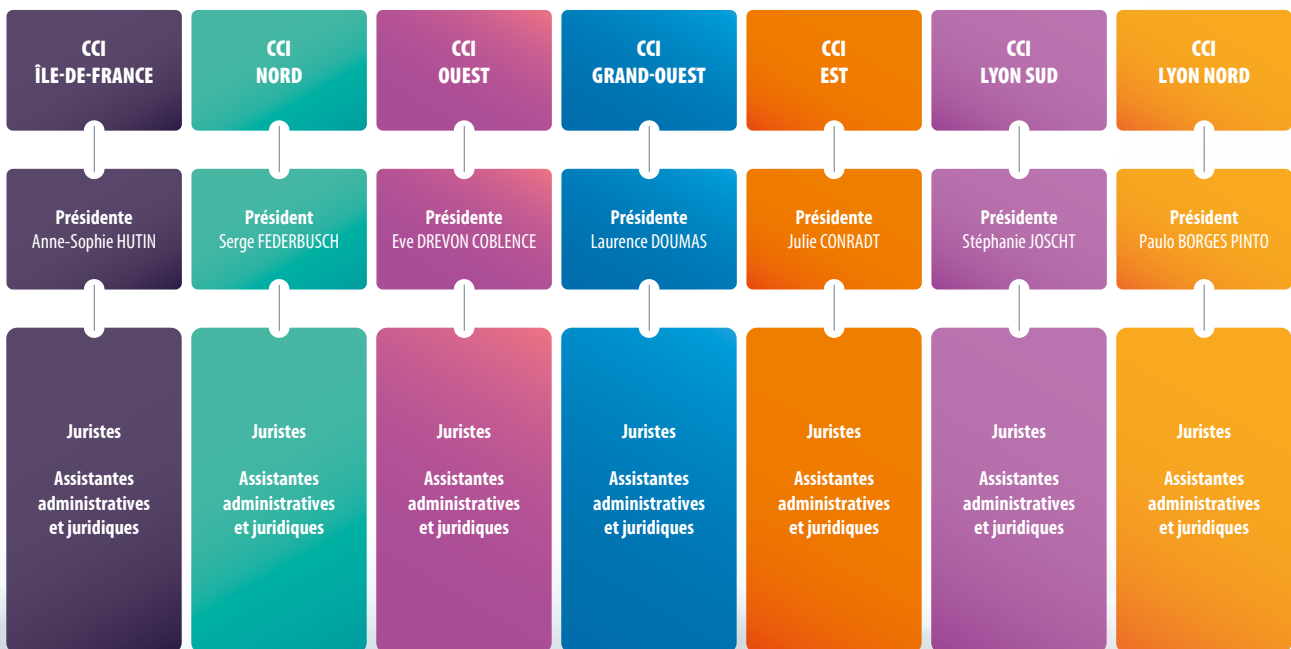 CCI
ÎLE-DE-FRANCE
CCI
NORD
CCI
OUEST
CCI
GRAND-OUEST
CCI
EST
CCI
LYON SUD
CCI
LYON NORD
Présidente
Anne-Sophie HUTIN
Président
Serge FEDERBUSCH
Présidente
Eve DREVON COBLENCE
Présidente
Laurence DOUMAS
Présidente
Julie CONRADT
Présidente
Stéphanie JOSCHT
Président
Paulo BORGES PINTO
Juristes
Assistantes
administratives
et juridiques
Juristes
Assistantes
administratives
et juridiques
Juristes
Assistantes
administratives
et juridiques
Juristes
Assistantes
administratives
et juridiques
Juristes
Assistantes
administratives
et juridiques
Juristes
Assistantes
administratives
et juridiques
Juristes
Assistantes
administratives
et juridiques